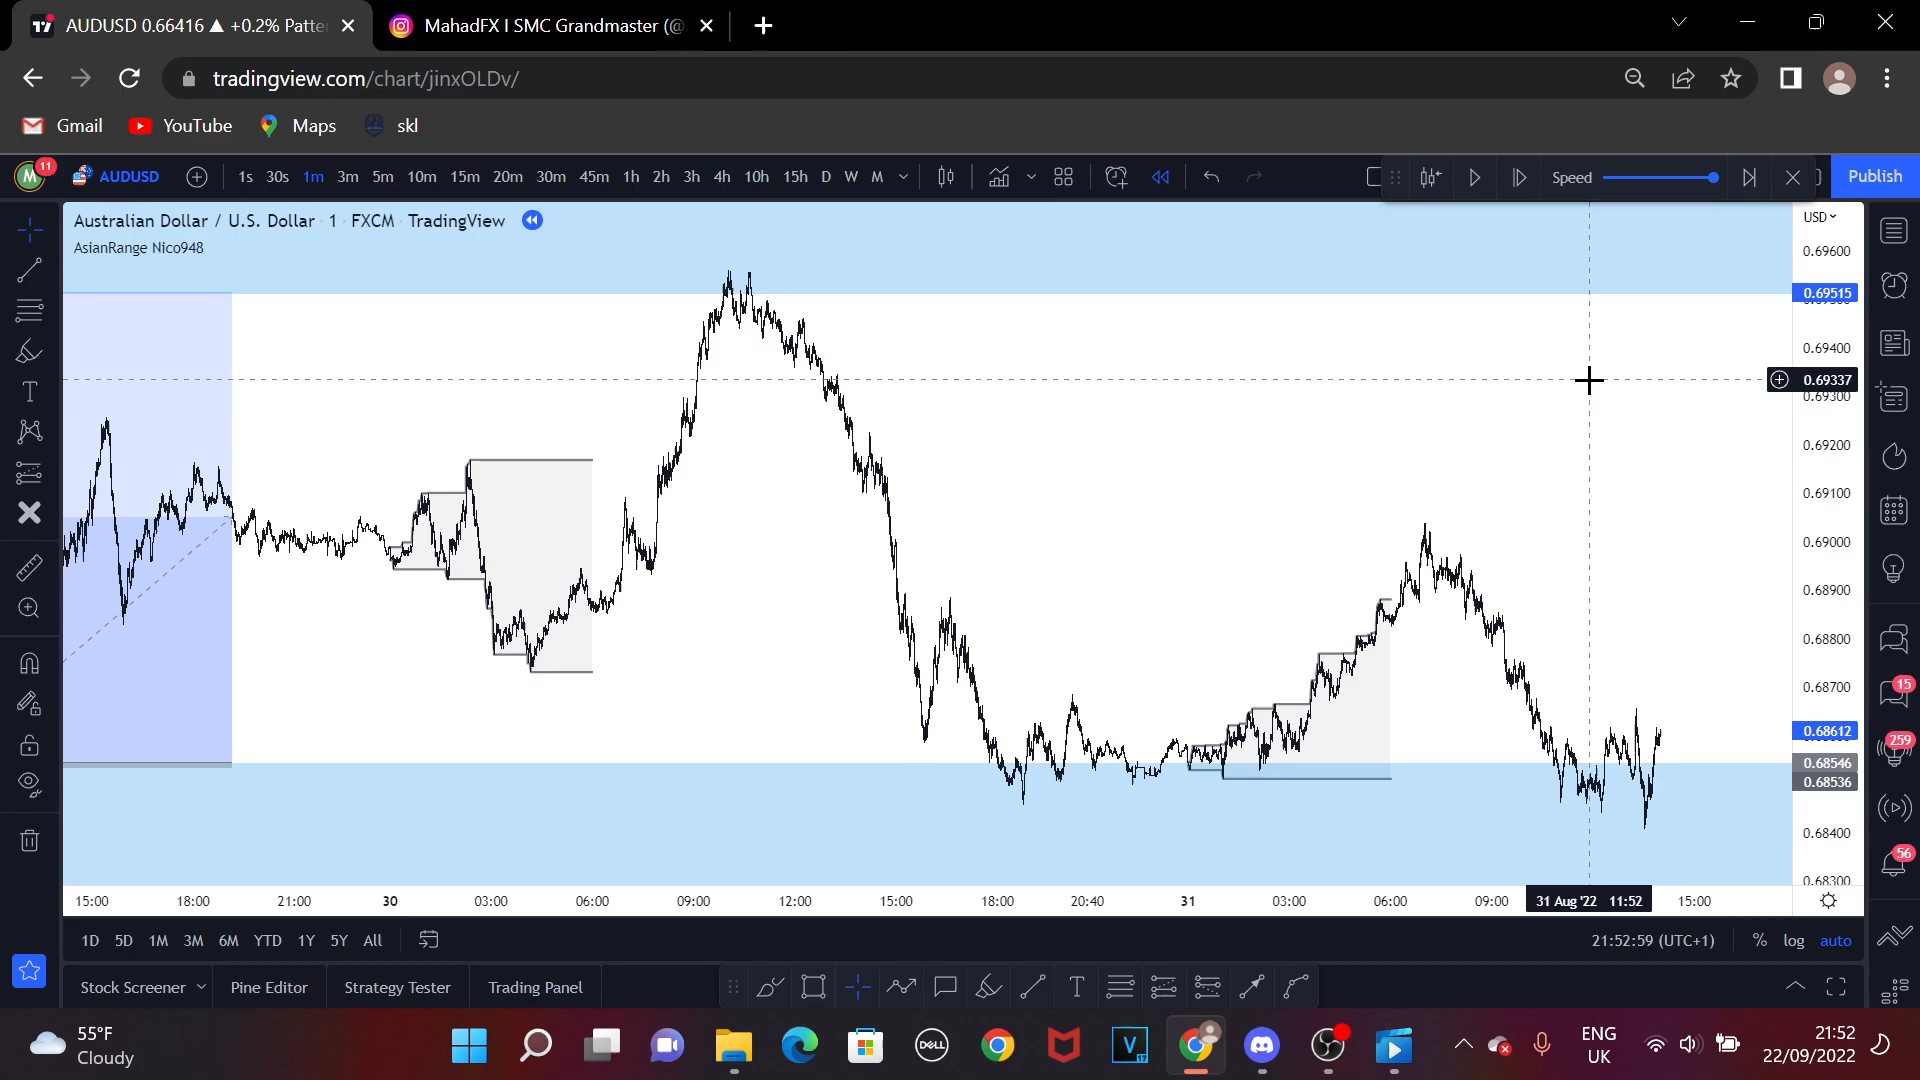 AUDUSD 0.66416 ▲ +0.2% Patte
MahadFX I SMC Grandmaster (@
tradingview.com/chart/jinxOLDv/
Gmail
YouTube
Maps
skl
M
11
AUDUSD
1s 30s 1m 3m 5m 10m 15m 20m 30m 45m 1h 2h 3h 4h 10h 15h D W M
Speed
Publish
Australian Dollar / U.S. Dollar · 1 · FXCM · TradingView
AsianRange Nico948
USD
0.69600
0.69515
0.69400
0.69337
0.69300
0.69200
0.69100
0.69000
0.68900
0.68800
0.68700
0.68612
0.68546
0.68536
0.68400
0.68300
15
259
56
15:00 18:00 21:00 30 03:00 06:00 09:00 12:00 15:00 18:00 20:40 31 03:00 06:00 09:00 31 Aug '22 11:52 15:00
1D 5D 1M 3M 6M YTD 1Y 5Y All
21:52:59 (UTC+1)
% log auto
Stock Screener
Pine Editor
Strategy Tester
Trading Panel
55°F
Cloudy
DELL
V
ENG
UK
21:52
22/09/2022